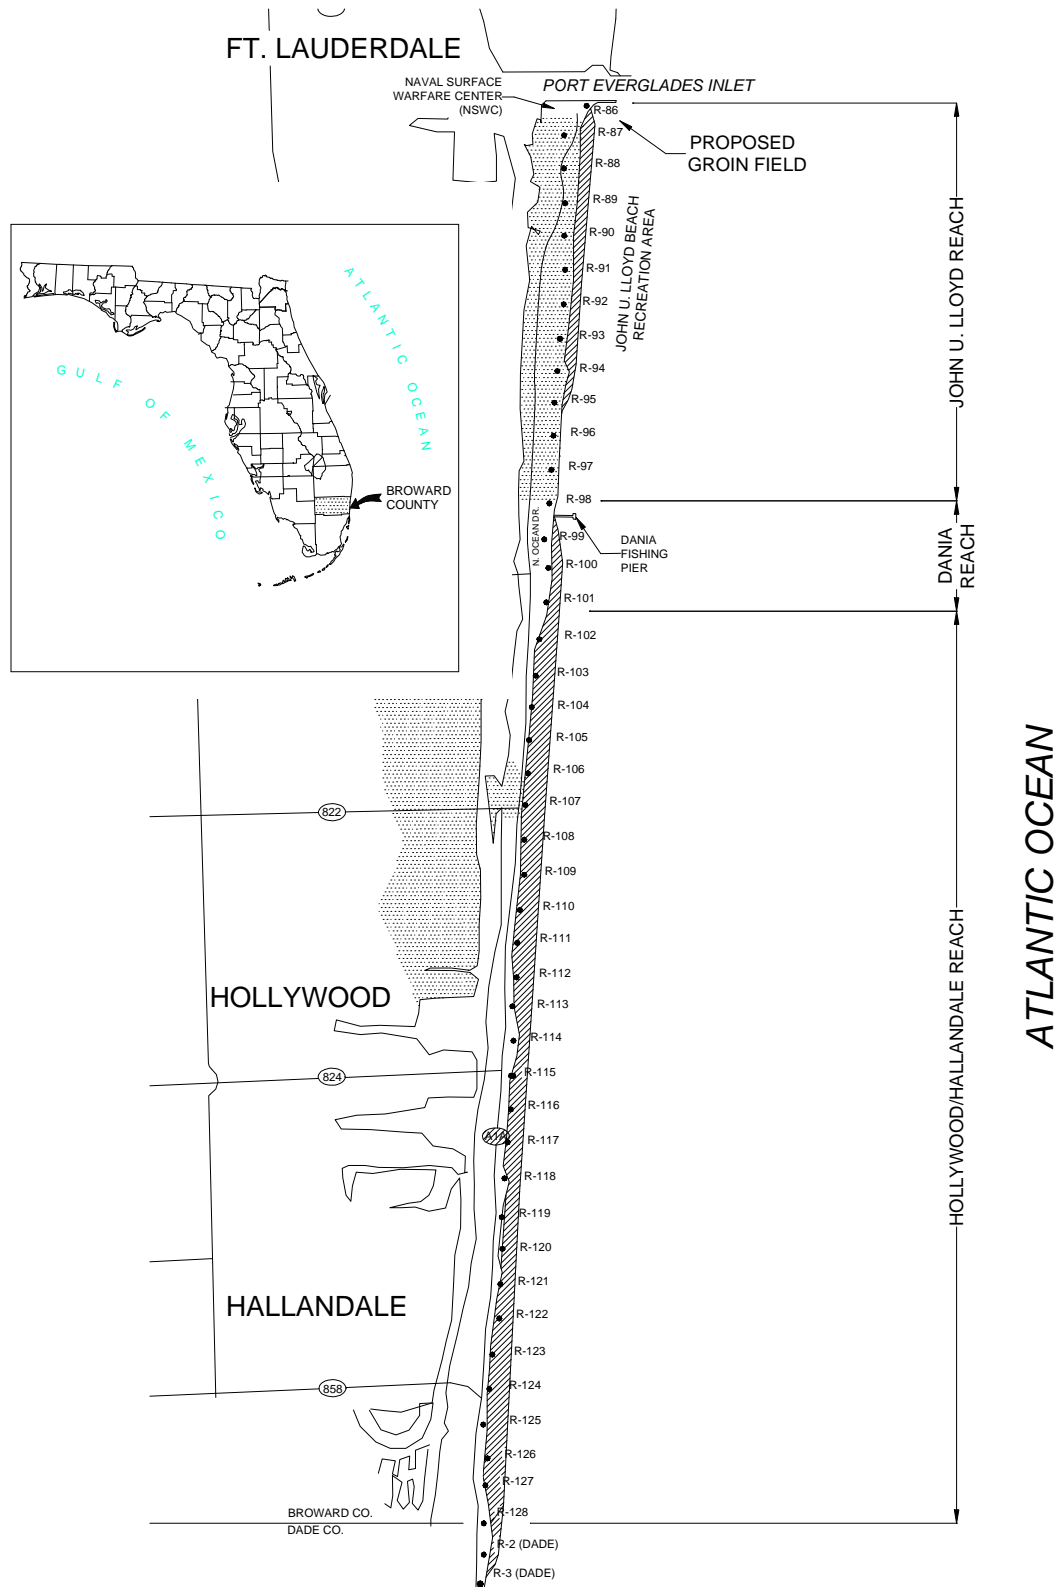 FT. LAUDERDALE
NAVAL SURFACE
WARFARE CENTER
(NSWC)
PORT EVERGLADES INLET
R-86
R-87
PROPOSED
GROIN FIELD
R-88
R-89
R-90
R-91
R-92
R-93
R-94
R-95
R-96
R-97
R-98
JOHN U. LLOYD BEACH
RECREATION AREA
JOHN U. LLOYD REACH
ATLANTIC OCEAN
GULF OF MEXICO
BROWARD
COUNTY
N. OCEAN DR.
R-99
DANIA
FISHING
PIER
R-100
R-101
DANIA
REACH
R-102
R-103
R-104
R-105
R-106
R-107
822
R-108
R-109
R-110
R-111
R-112
HOLLYWOOD
R-113
R-114
824
R-115
R-116
A1A
R-117
R-118
R-119
R-120
R-121
HALLANDALE
R-122
R-123
858
R-124
R-125
R-126
R-127
BROWARD CO.
R-128
DADE CO.
R-2 (DADE)
R-3 (DADE)
HOLLYWOOD/HALLANDALE REACH
ATLANTIC OCEAN